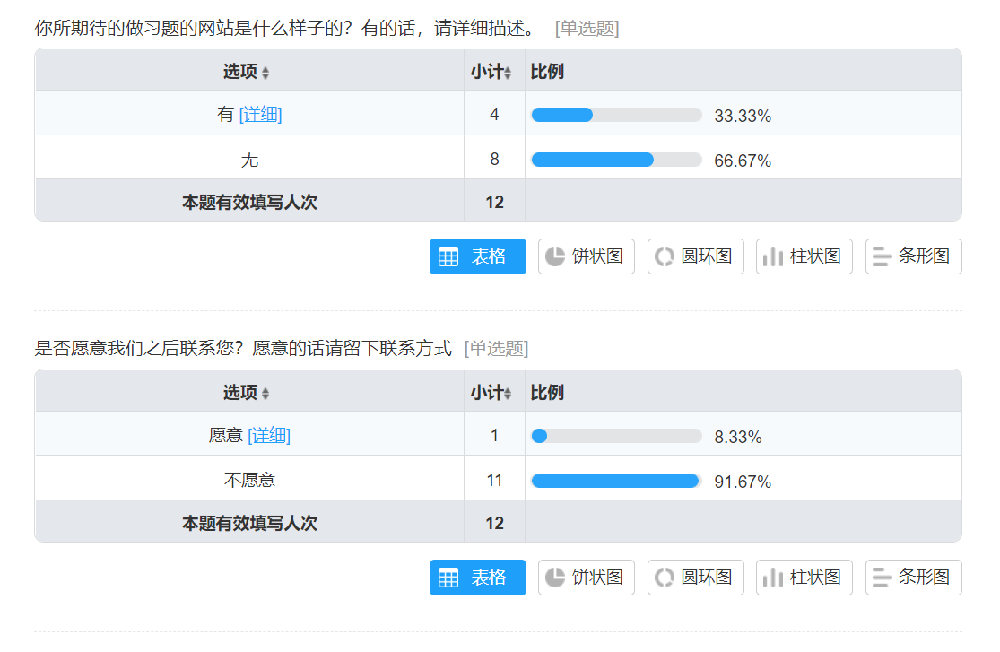 你所期待的做习题的网站是什么样子的？有的话，请详细描述。 [单选题]
选项 小计 比例
有 [详细] 4 33.33%
无 8 66.67%
本题有效填写人次 12
表格 饼状图 圆环图 柱状图 条形图
是否愿意我们之后联系您？愿意的话请留下联系方式 [单选题]
选项 小计 比例
愿意 [详细] 1 8.33%
不愿意 11 91.67%
本题有效填写人次 12
表格 饼状图 圆环图 柱状图 条形图